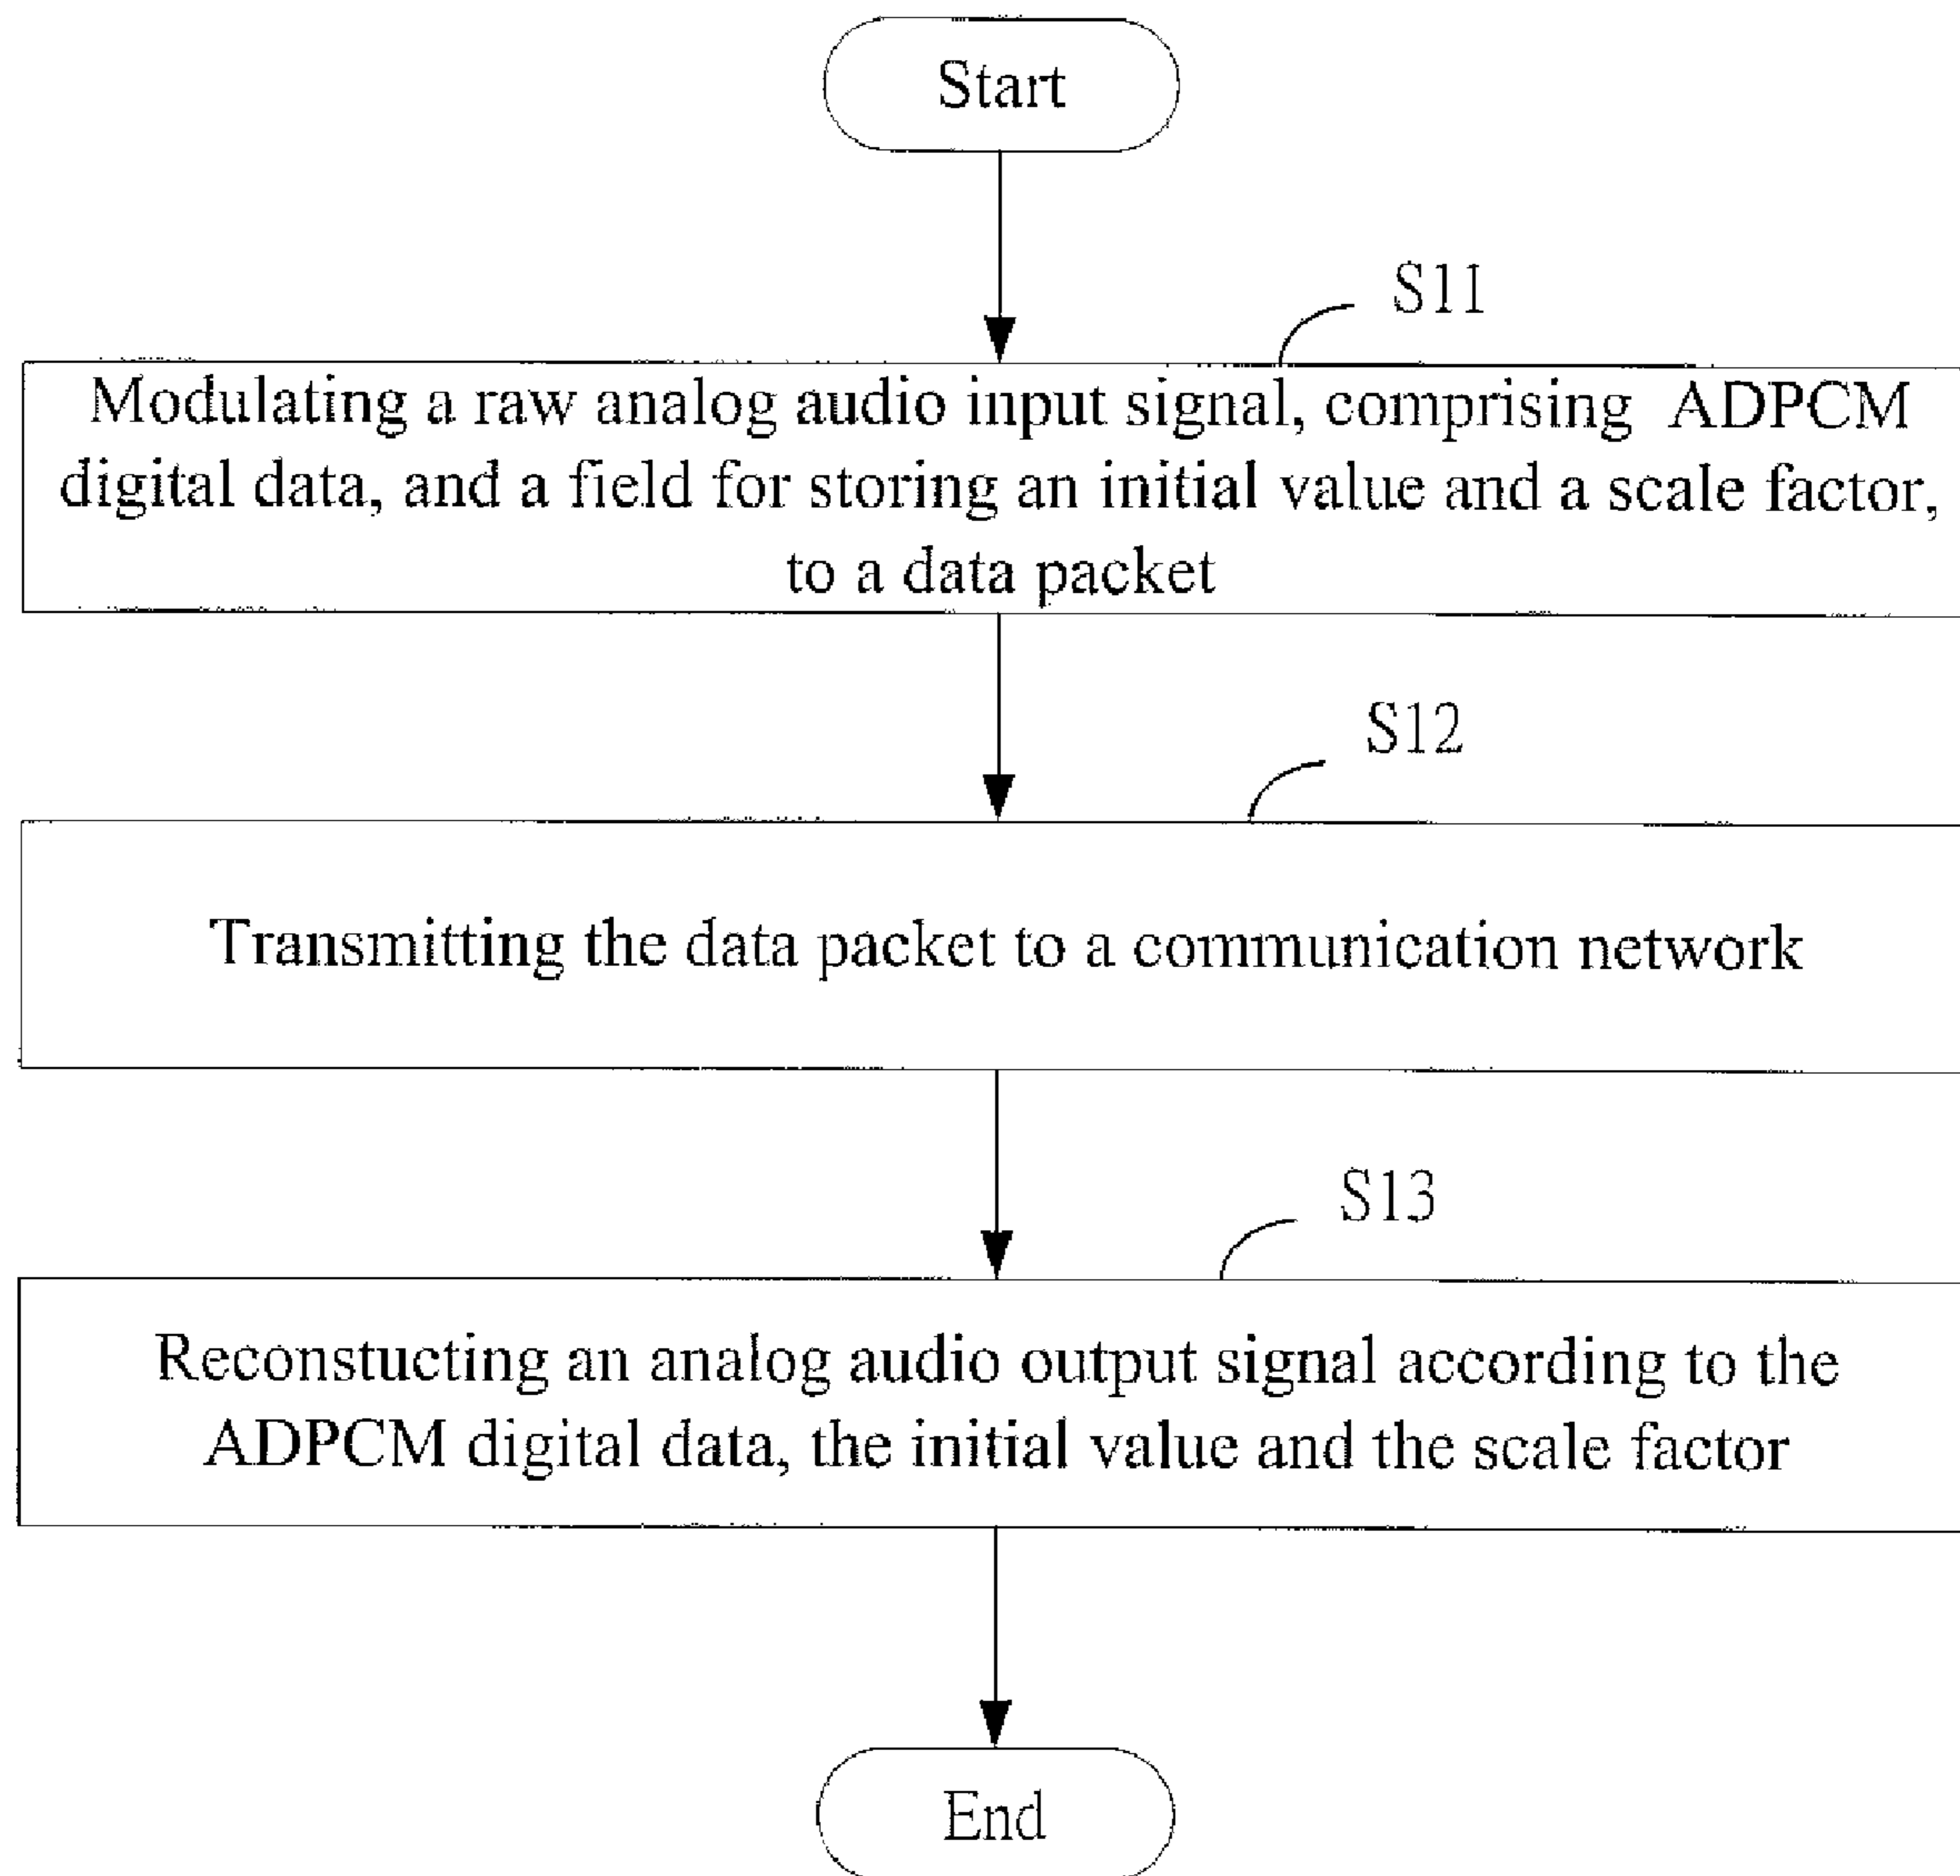 Start
S11
Modulating a raw analog audio input signal, comprising ADPCM
digital data, and a field for storing an initial value and a scale factor,
to a data packet
S12
Transmitting the data packet to a communication network
S13
Reconstucting an analog audio output signal according to the
ADPCM digital data, the initial value and the scale factor
End